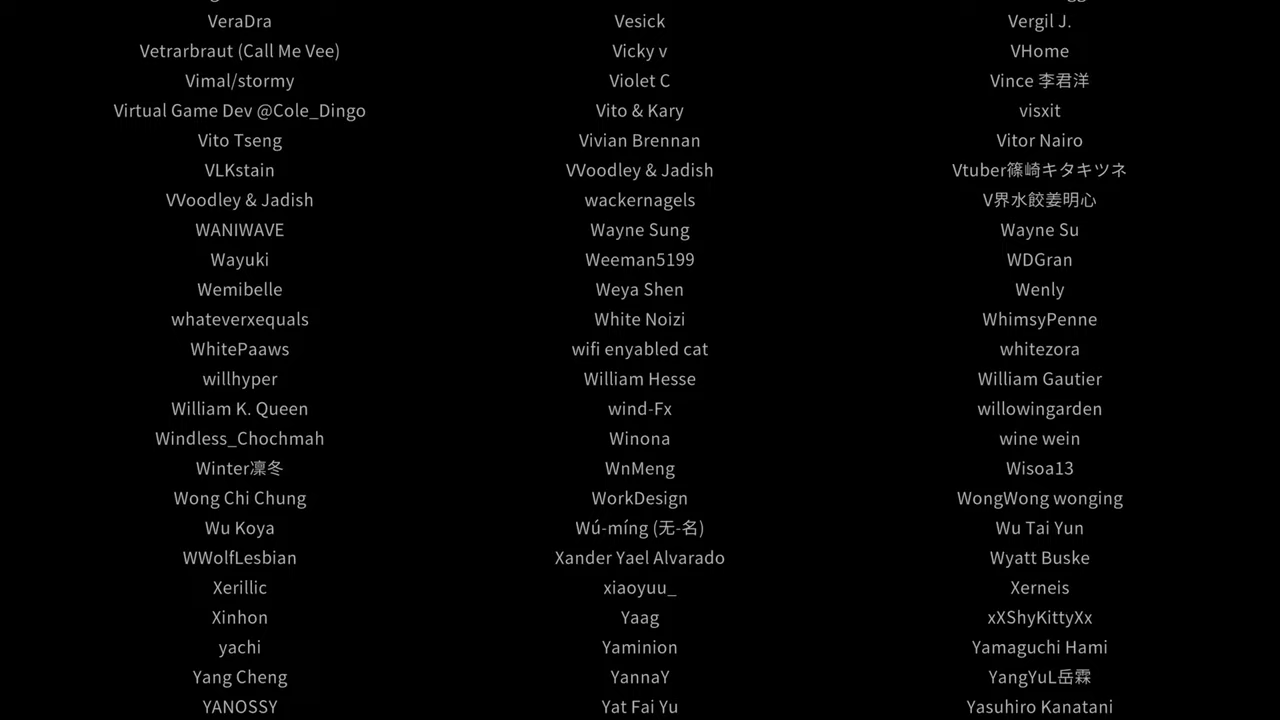 VeraDra Vesick Vergil J.
Vetrarbraut (Call Me Vee) Vicky v VHome
Vimal/stormy Violet C Vince 李君洋
Virtual Game Dev @Cole_Dingo Vito & Kary visxit
Vito Tseng Vivian Brennan Vitor Nairo
VLKstain VVoodley & Jadish Vtuber篠崎キタキツネ
VVoodley & Jadish wackernagels V界水餃姜明心
WANIWAVE Wayne Sung Wayne Su
Wayuki Weeman5199 WDGran
Wemibelle Weya Shen Wenly
whateverxequals White Noizi WhimsyPenne
WhitePaaws wifi enyabled cat whitezora
willhyper William Hesse William Gautier
William K. Queen wind-Fx willowingarden
Windless_Chochmah Winona wine wein
Winter凜冬 WnMeng Wisoa13
Wong Chi Chung WorkDesign WongWong wonging
Wu Koya Wú-míng (无-名) Wu Tai Yun
WWolfLesbian Xander Yael Alvarado Wyatt Buske
Xerillic xiaoyuu_ Xerneis
Xinhon Yaag xXShyKittyXx
yachi Yaminion Yamaguchi Hami
Yang Cheng YannaY YangYuL岳霖
YANOSSY Yat Fai Yu Yasuhiro Kanatani